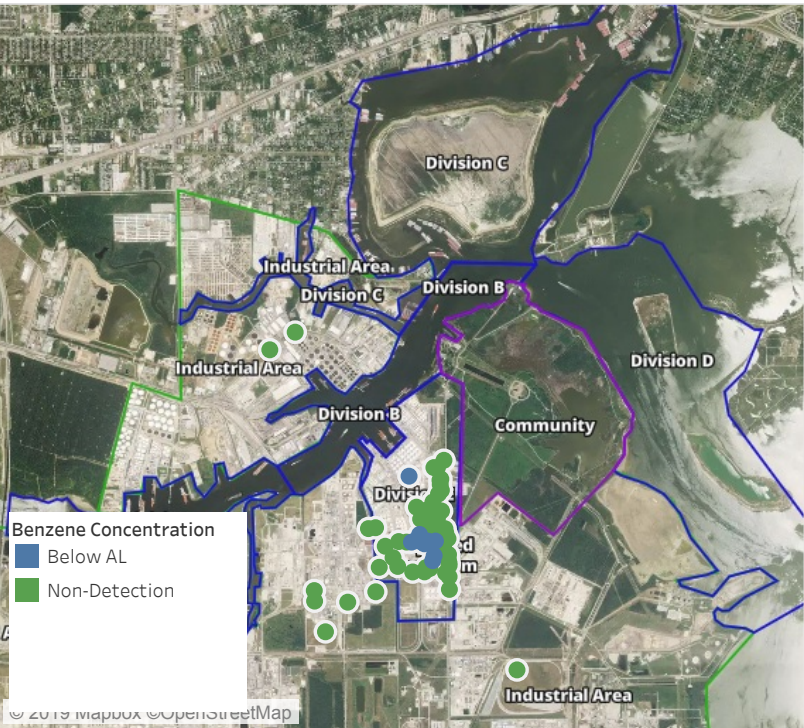 Division C
Industrial Area
Division C
Division B
Division D
Industrial Area
Division B
Community
Benzene Concentration
Below AL
Non-Detection
Industrial Area
© 2019 Mapbox ©OpenStreetMap